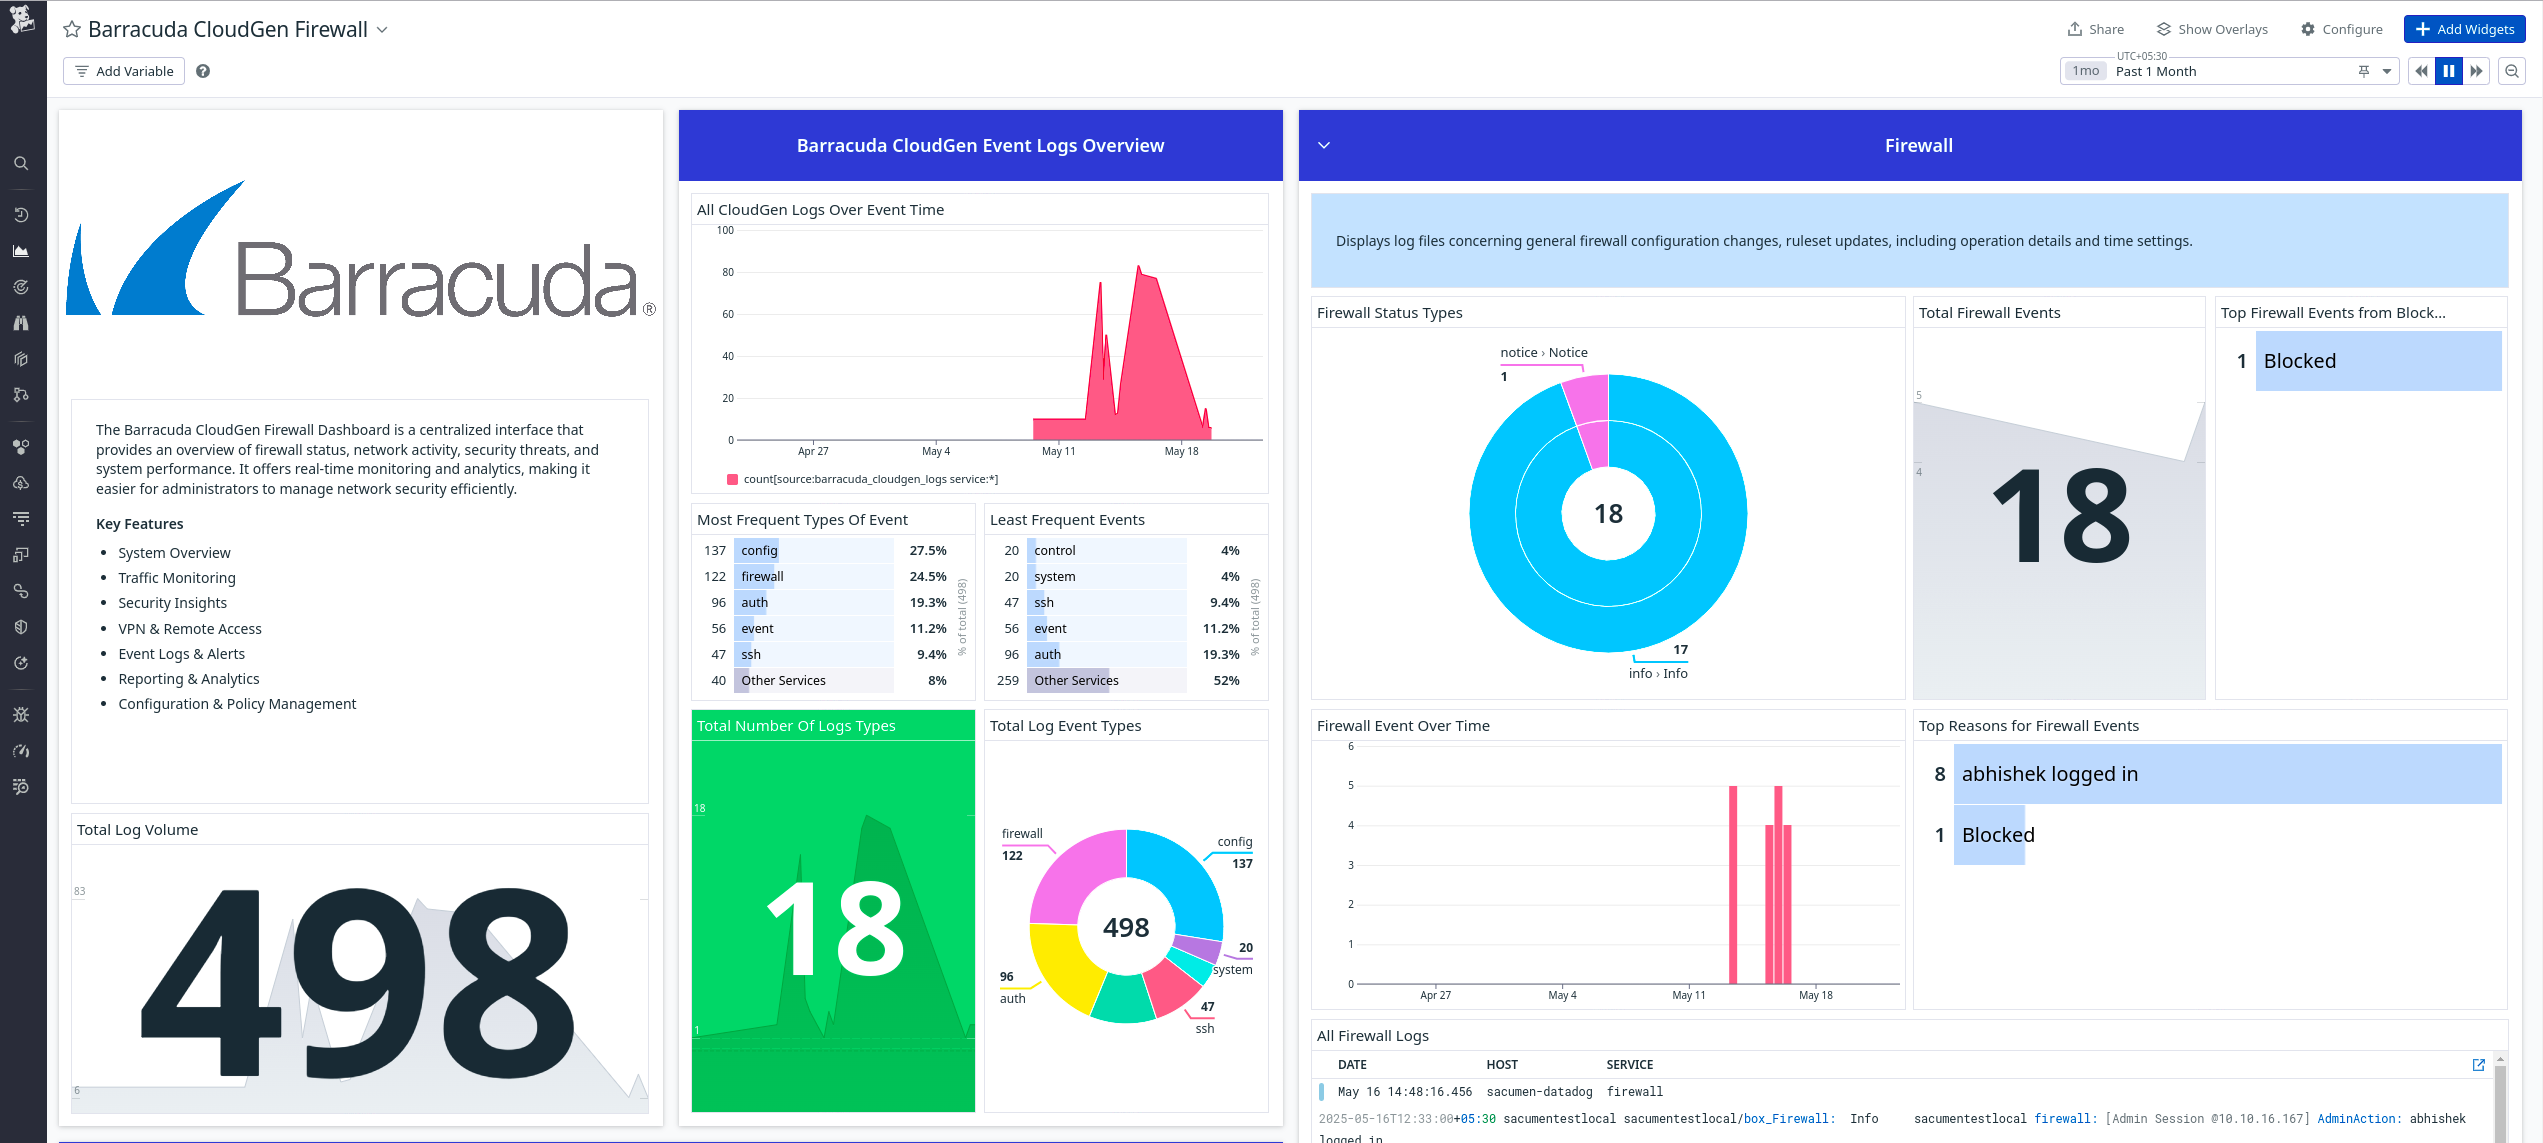 Barracuda CloudGen Firewall
Share
Show Overlays
Configure
Add Widgets
Add Variable
UTC+05:30
1mo Past 1 Month
Barracuda®
The Barracuda CloudGen Firewall Dashboard is a centralized interface that
provides an overview of firewall status, network activity, security threats, and
system performance. It offers real-time monitoring and analytics, making it
easier for administrators to manage network security efficiently.
Key Features
• System Overview
• Traffic Monitoring
• Security Insights
• VPN & Remote Access
• Event Logs & Alerts
• Reporting & Analytics
• Configuration & Policy Management
Total Log Volume
83
498
6
Barracuda CloudGen Event Logs Overview
All CloudGen Logs Over Event Time
100
80
60
40
20
0
Apr 27 May 4 May 11 May 18
count[source:barracuda_cloudgen_logs service:*]
Most Frequent Types Of Event
137 config 27.5%
122 firewall 24.5%
96 auth 19.3%
56 event 11.2%
47 ssh 9.4%
40 Other Services 8%
% of total (498)
Least Frequent Events
20 control 4%
20 system 4%
47 ssh 9.4%
56 event 11.2%
96 auth 19.3%
259 Other Services 52%
% of total (498)
Total Number Of Logs Types
18
18
1
Total Log Event Types
firewall
122
config
137
498
20
system
96
auth
47
ssh
Firewall
Displays log files concerning general firewall configuration changes, ruleset updates, including operation details and time settings.
Firewall Status Types
notice › Notice
1
18
17
info › Info
Total Firewall Events
5
4
18
Top Firewall Events from Block...
1 Blocked
Firewall Event Over Time
6
5
4
3
2
1
0
Apr 27 May 4 May 11 May 18
Top Reasons for Firewall Events
8 abhishek logged in
1 Blocked
All Firewall Logs
DATE HOST SERVICE
May 16 14:48:16.456 sacumen-datadog firewall
2025-05-16T12:33:00+05:30 sacumentestlocal sacumentestlocal/box_Firewall: Info sacumentestlocal firewall: [Admin Session @10.10.16.167] AdminAction: abhishek
logged in